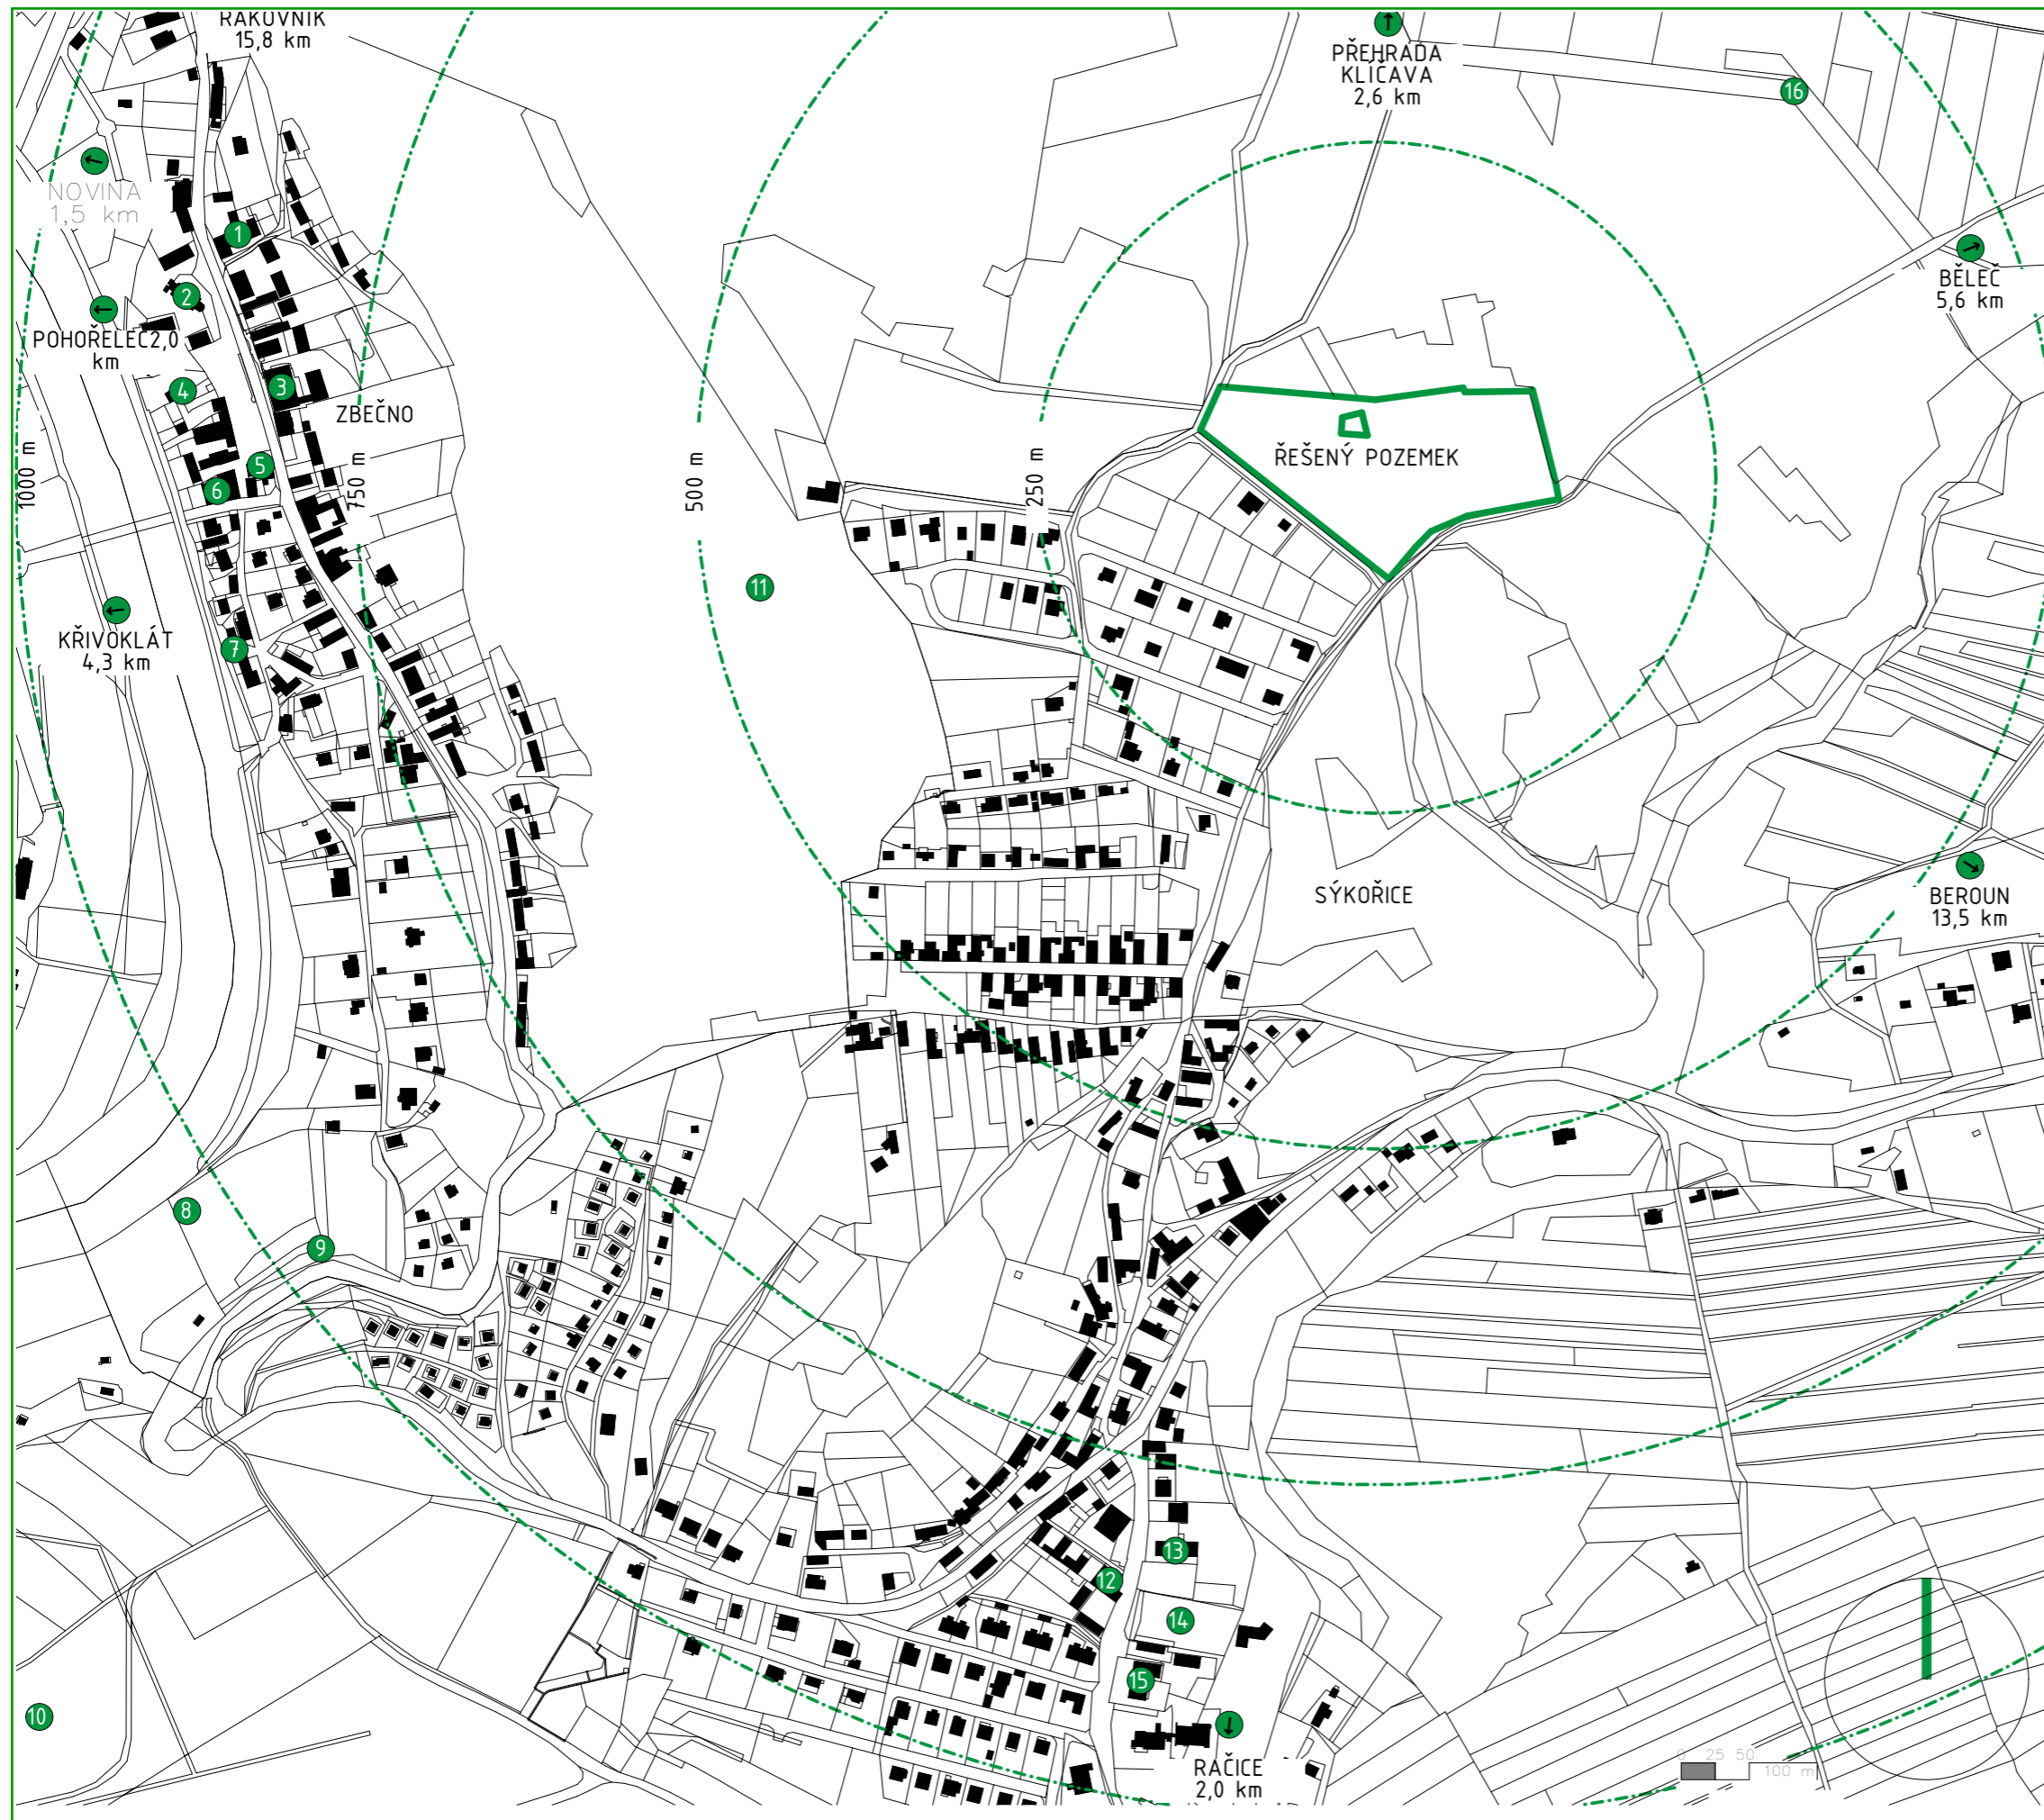 RAKOVNÍK
15,8 km
PŘEHRADA
KLÍČAVA
2,6 km
16
NOVINA
1,5 km
1
BĚLEČ
5,6 km
2
POHOŘELEC2,0
km
3
4
ZBEČNO
5
6
1000 m
750 m
500 m
250 m
ŘEŠENÝ POZEMEK
11
KŘIVOKLÁT
4,3 km
7
SÝKOŘICE
BEROUN
13,5 km
8
9
13
12
14
15
10
RAČICE
2,0 km
0 25 50
100 m